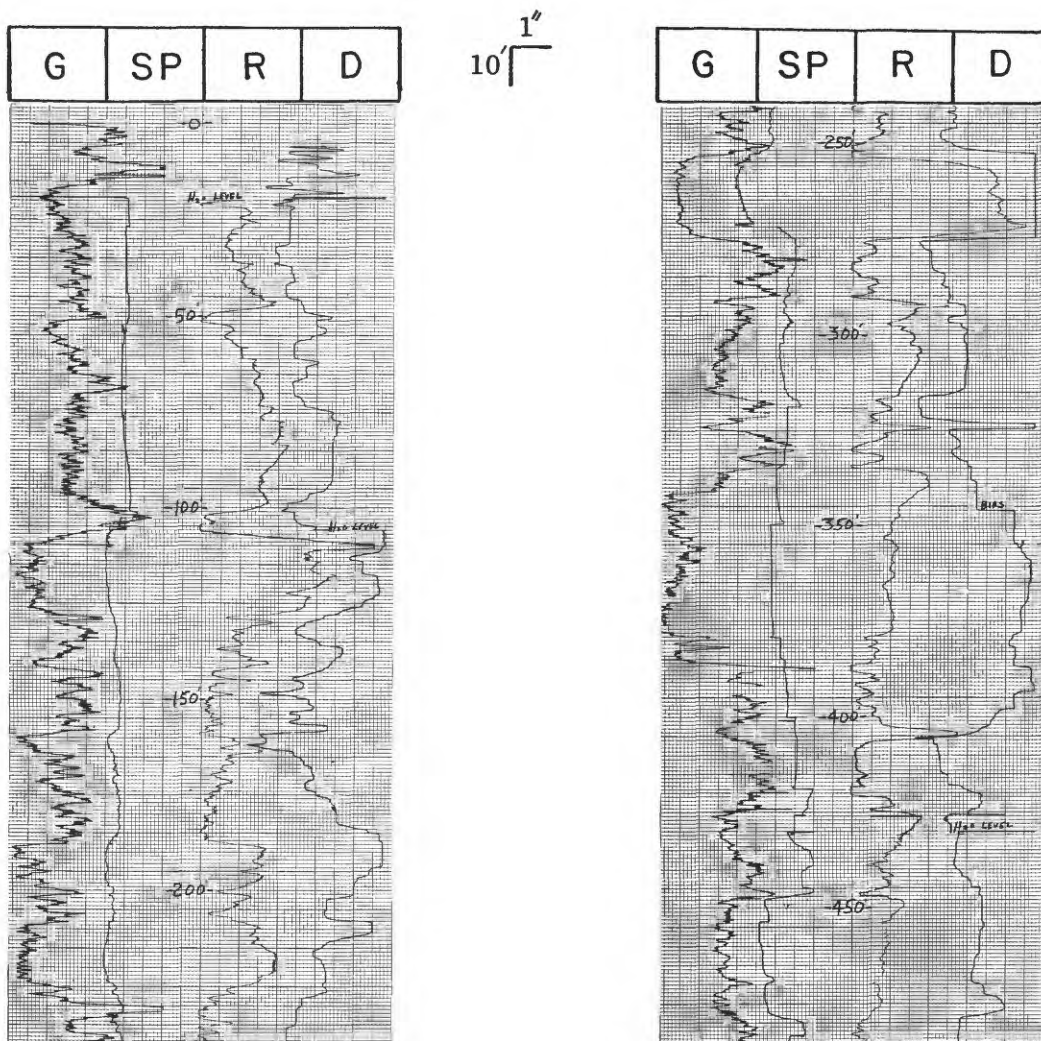 G SP R D
1"
10'
G SP R D
-0-
H₂O LEVEL
-50'-
-100'-
H₂O LEVEL
-150'-
-200'-
-250'-
-300'-
BIAS
-350'-
-400'-
H₂O LEVEL
-450'-